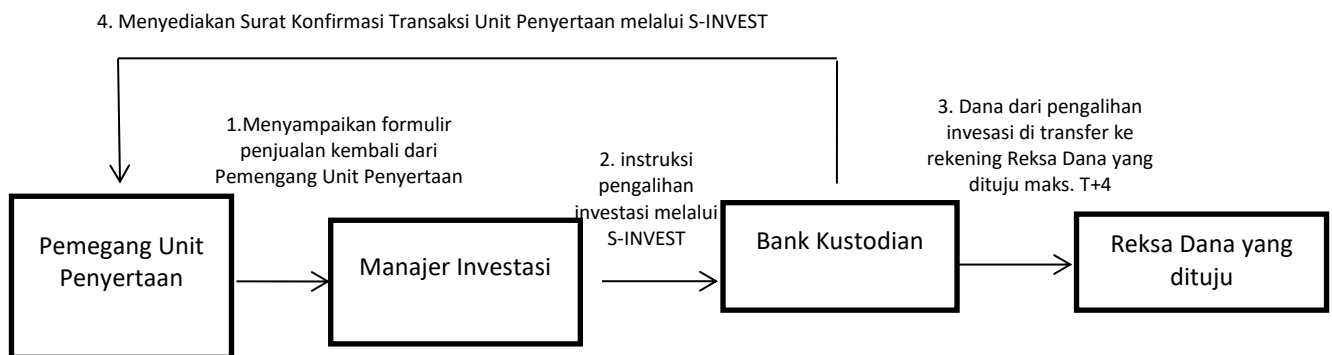 4. Menyediakan Surat Konfirmasi Transaksi Unit Penyertaan melalui S-INVEST
1.Menyampaikan formulir
penjualan kembali dari
Pemengang Unit Penyertaan
2. instruksi
pengalihan
investasi melalui
S-INVEST
3. Dana dari pengalihan
invesasi di transfer ke
rekening Reksa Dana yang
dituju maks. T+4
Pemegang Unit
Penyertaan
Manajer Investasi
Bank Kustodian
Reksa Dana yang
dituju